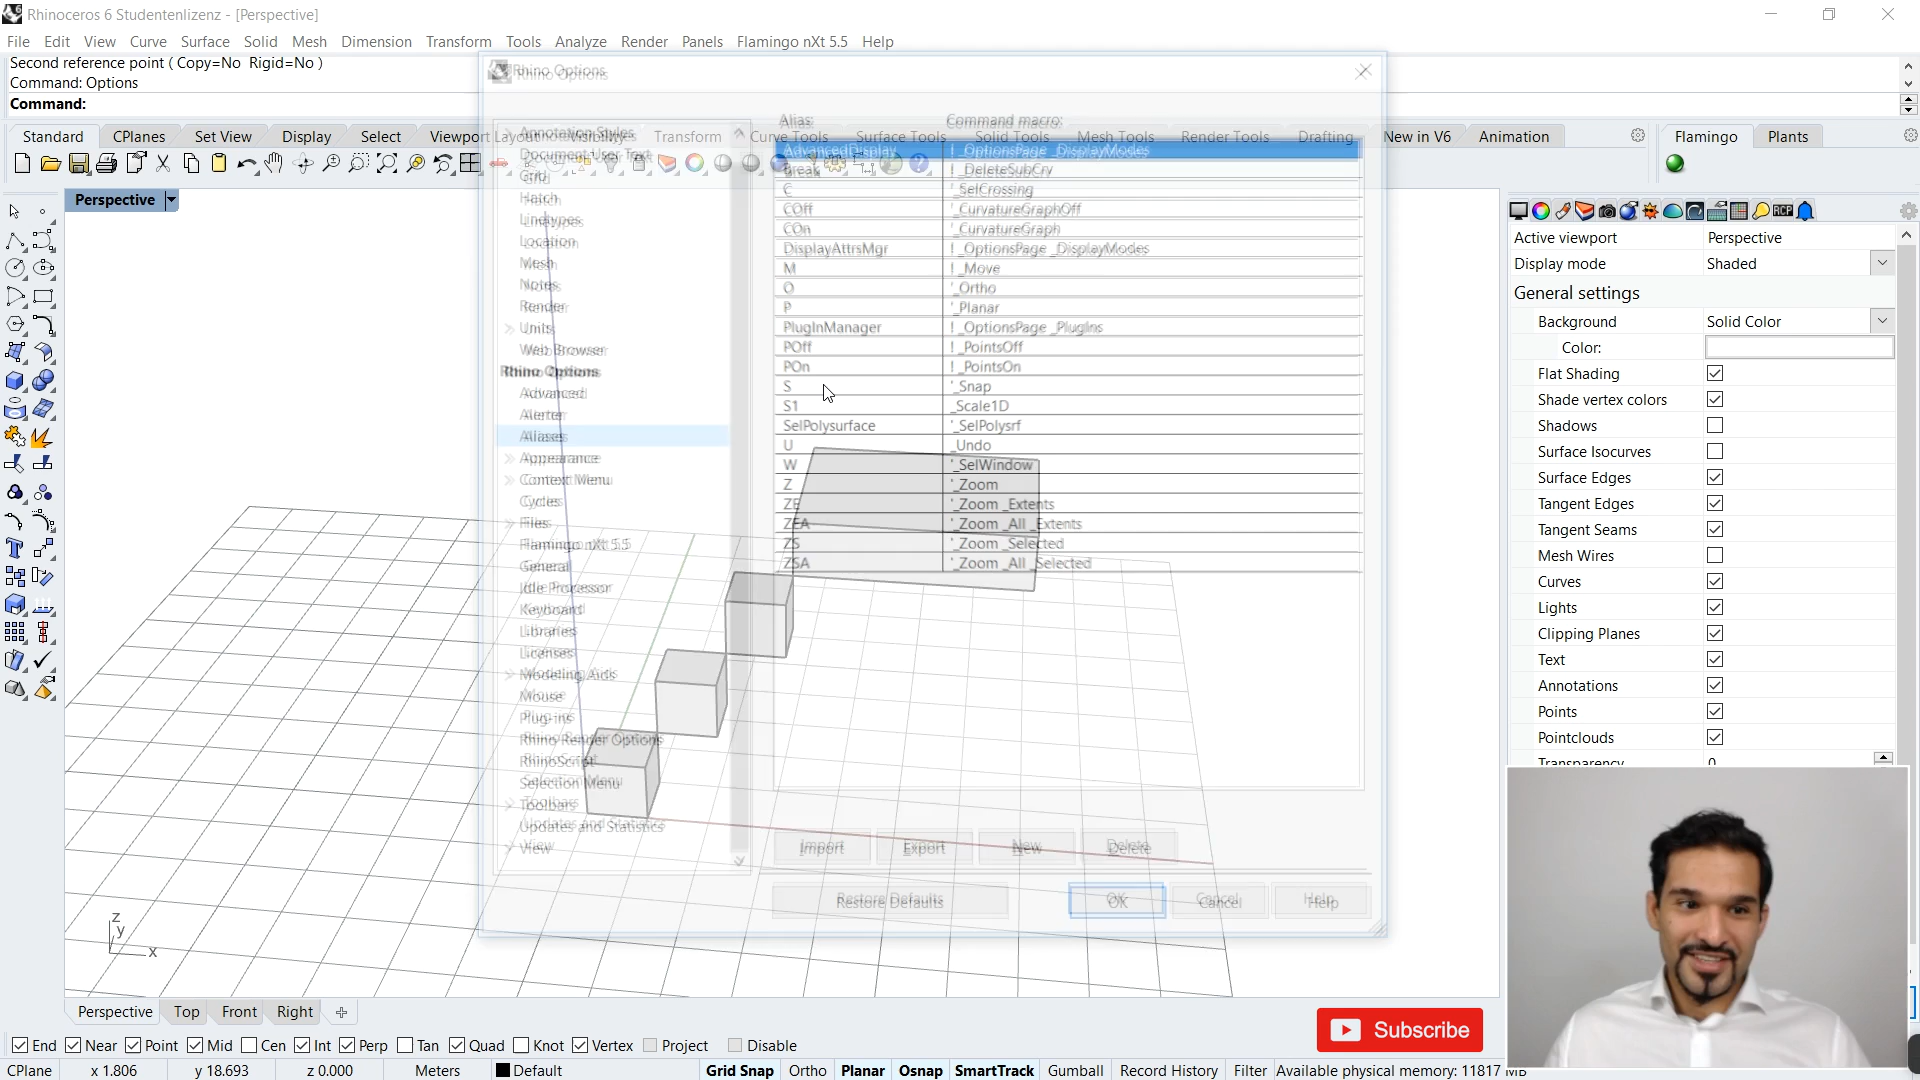 Rhinoceros 6 Studentenlizenz - [Perspective]
File Edit View Curve Surface Solid Mesh Dimension Transform Tools Analyze Render Panels Flamingo nXt 5.5 Help
Second reference point ( Copy=No Rigid=No )
Command: Options
Command:
Standard CPlanes Set View Display Select Viewport Layout Visibility Transform Curve Tools Surface Tools Solid Tools Mesh Tools Render Tools Drafting New in V6 Animation
Flamingo Plants
Perspective
Rhino Options
Annotation Styles
Document User Text
Grid
Hatch
Linetypes
Location
Mesh
Notes
Render
Units
Web Browser
Rhino Options
Advanced
Alerter
Aliases
Appearance
Context Menu
Cycles
Files
Flamingo nXt 5.5
General
Idle Processor
Keyboard
Libraries
Licenses
Modeling Aids
Mouse
Plug-ins
Rhino Render Options
RhinoScript
Selection Menu
Toolbars
Updates and Statistics
View
Alias: Command macro:
AdvancedDisplay ! _OptionsPage _DisplayModes
Break ! _DeleteSubCrv
C '_SelCrossing
COff '_CurvatureGraphOff
COn '_CurvatureGraph
DisplayAttrsMgr ! _OptionsPage _DisplayModes
M ! _Move
O '_Ortho
P '_Planar
PlugInManager ! _OptionsPage _PlugIns
POff ! _PointsOff
POn ! _PointsOn
S '_Snap
S1 _Scale1D
SelPolysurface '_SelPolysrf
U _Undo
W '_SelWindow
Z '_Zoom
ZE '_Zoom _Extents
ZEA '_Zoom _All _Extents
ZS '_Zoom _Selected
ZSA '_Zoom _All _Selected
Import Export New Delete
Restore Defaults OK Cancel Help
Active viewport Perspective
Display mode Shaded
General settings
Background Solid Color
Color:
Flat Shading
Shade vertex colors
Shadows
Surface Isocurves
Surface Edges
Tangent Edges
Tangent Seams
Mesh Wires
Curves
Lights
Clipping Planes
Text
Annotations
Points
Pointclouds
Transparency 0
RCP
z
y
x
Perspective Top Front Right
Subscribe
End Near Point Mid Cen Int Perp Tan Quad Knot Vertex Project Disable
CPlane x 1.806 y 18.693 z 0.000 Meters Default Grid Snap Ortho Planar Osnap SmartTrack Gumball Record History Filter Available physical memory: 11817 MB